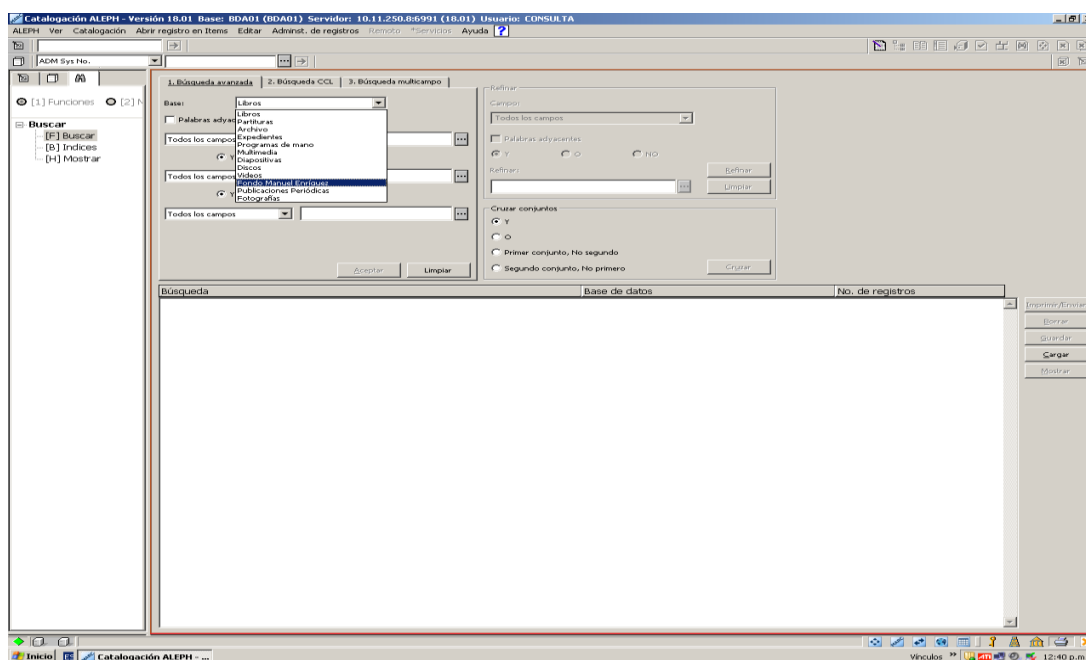 Catalogación ALEPH - Versión 18.01 Base: BDA01 (BDA01) Servidor: 10.11.250.8:6991 (18.01) Usuario: CONSULTA
ALEPH Ver Catalogación Abrir registro en Items Editar Adminst. de registros Remoto *Servicios Ayuda ?
ADM Sys No.
[1] Funciones [2]
Buscar
[F] Buscar
[B] Indices
[H] Mostrar
1. Búsqueda avanzada 2. Búsqueda CCL 3. Búsqueda multicampo
Base: Libros
Libros
Partituras
Archivo
Expedientes
Programas de mano
Multimedia
Diapositivas
Discos
Videos
Fondo Manuel Enríquez
Publicaciones Periódicas
Fotografías
Palabras adyac
Todos los campos
Y
Todos los campos
Y
Todos los campos
Aceptar Limpiar
Refinar
Campo:
Todos los campos
Palabras adyacentes
Y O NO
Refinar: Refinar
Limpiar
Cruzar conjuntos
Y
O
Primer conjunto, No segundo
Segundo conjunto, No primero Cruzar
Búsqueda Base de datos No. de registros
Imprimir/Enviar
Borrar
Guardar
Cargar
Mostrar
Inicio Catalogación ALEPH - ... Vínculos » 12:40 p.m.